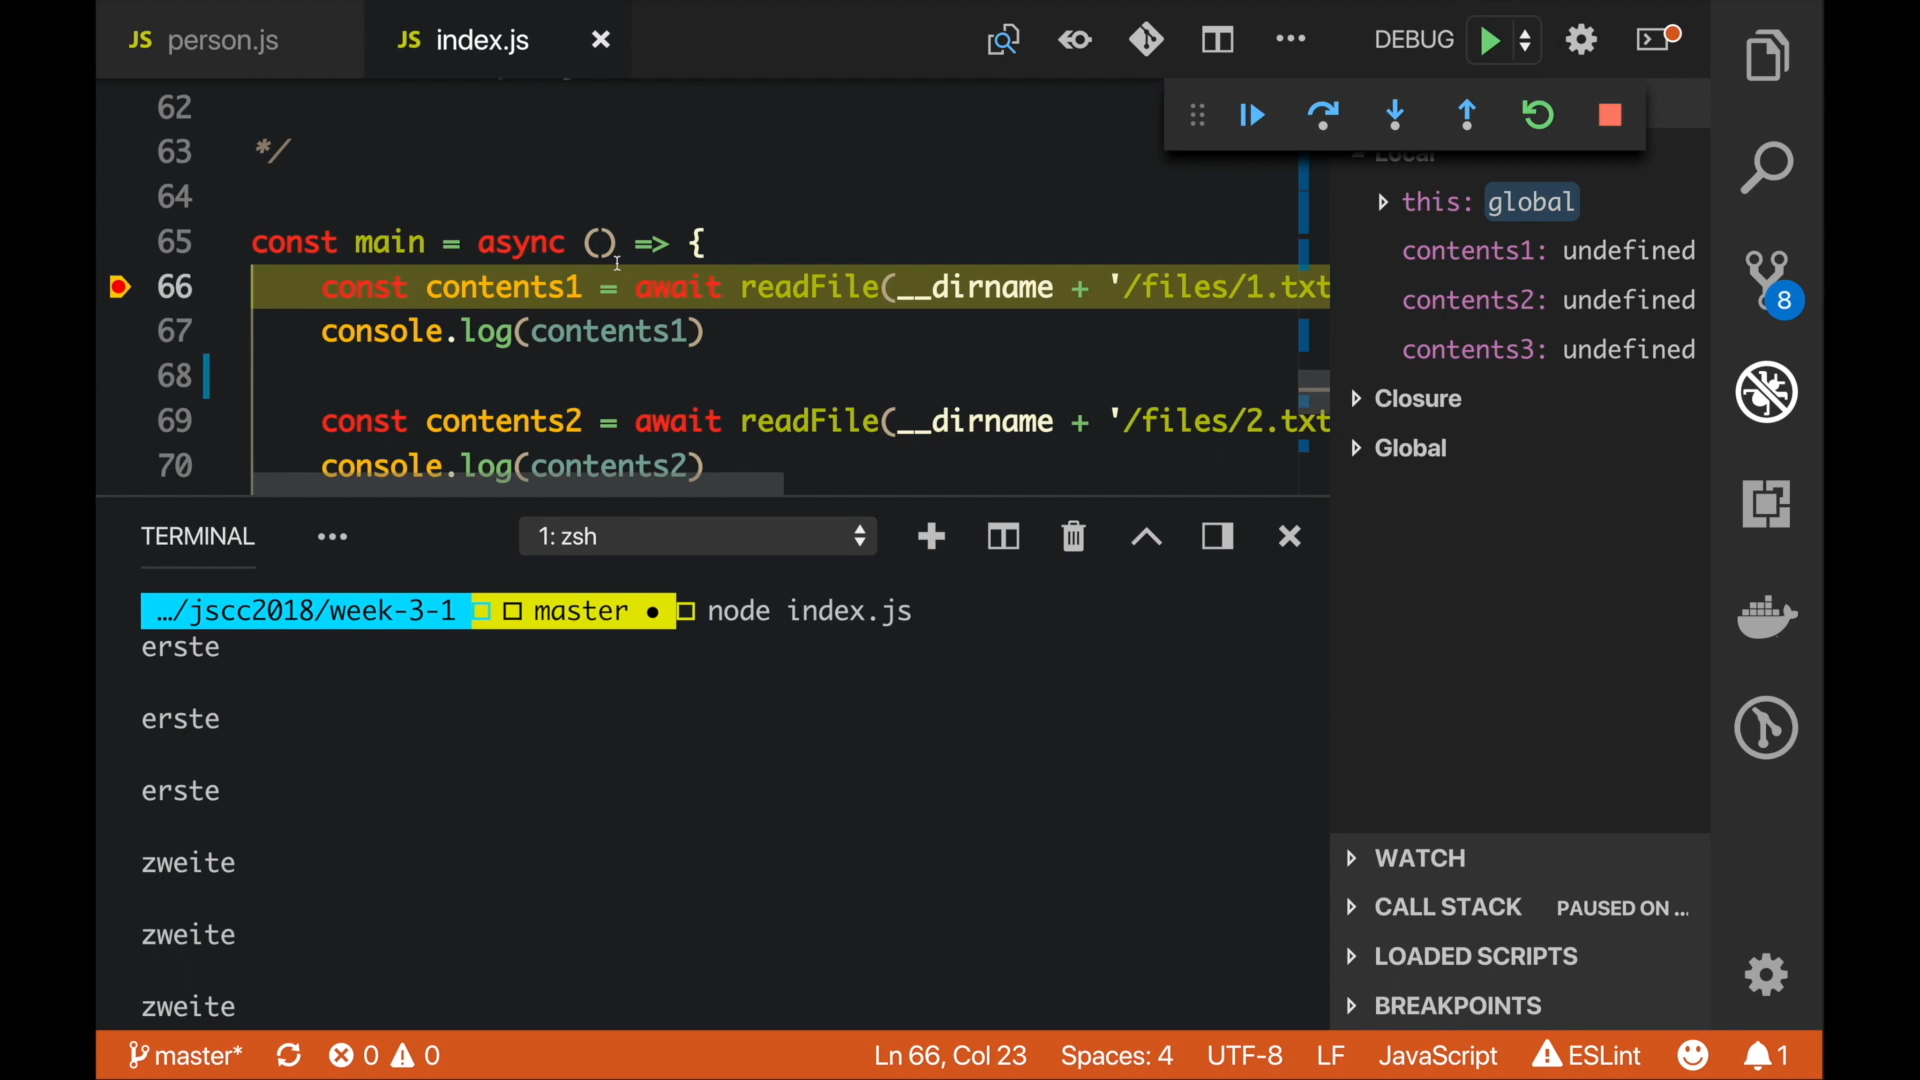 JS person.js
JS index.js
DEBUG
62
63 */
64
65 const main = async () => {
66 const contents1 = await readFile(__dirname + '/files/1.txt
67 console.log(contents1)
68
69 const contents2 = await readFile(__dirname + '/files/2.txt
70 console.log(contents2)
Local
this: global
contents1: undefined
contents2: undefined
contents3: undefined
Closure
Global
8
TERMINAL
1: zsh
…/jscc2018/week-3-1 master ● node index.js
erste
erste
erste
zweite
zweite
zweite
WATCH
CALL STACK PAUSED ON ...
LOADED SCRIPTS
BREAKPOINTS
master* 0 0 Ln 66, Col 23 Spaces: 4 UTF-8 LF JavaScript ESLint 1